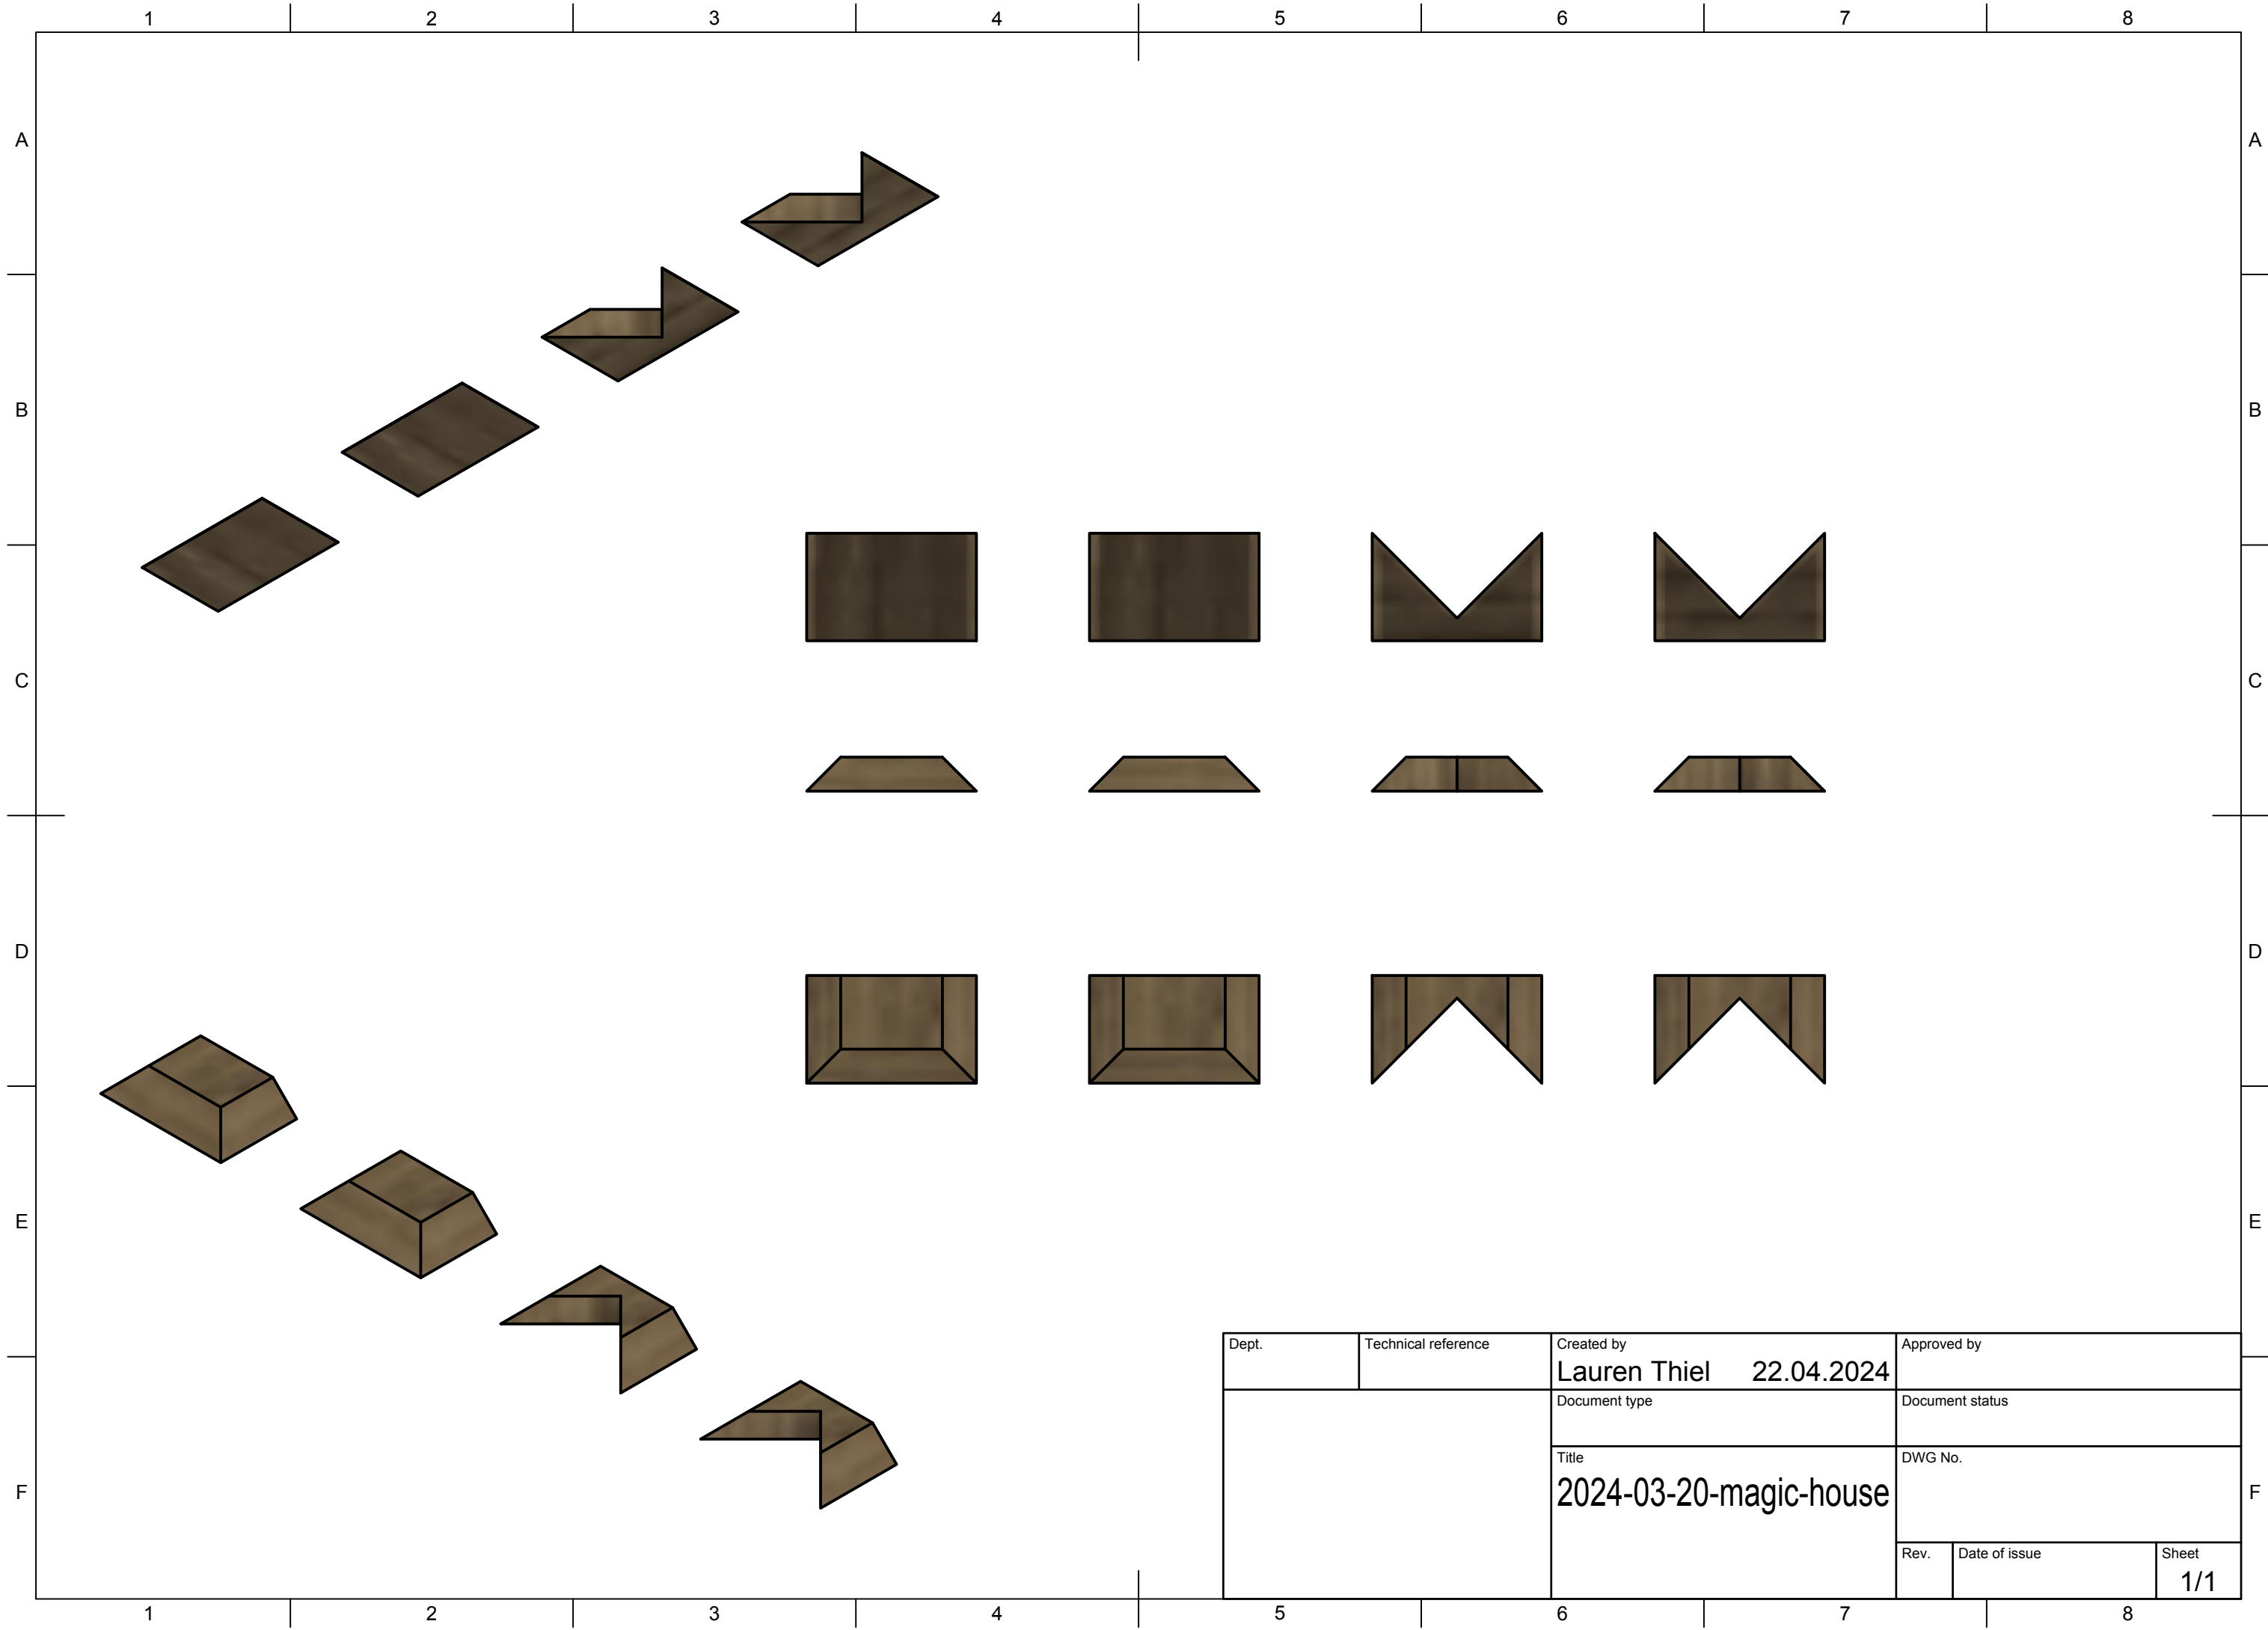 1 2 3 4 5 6 7 8
A A
B B
C C
D D
E E
F F
Dept. Technical reference Created by Approved by
Lauren Thiel 22.04.2024
Document type Document status
Title DWG No.
2024-03-20-magic-house
Rev. Date of issue Sheet
1/1
1 2 3 4 5 6 7 8